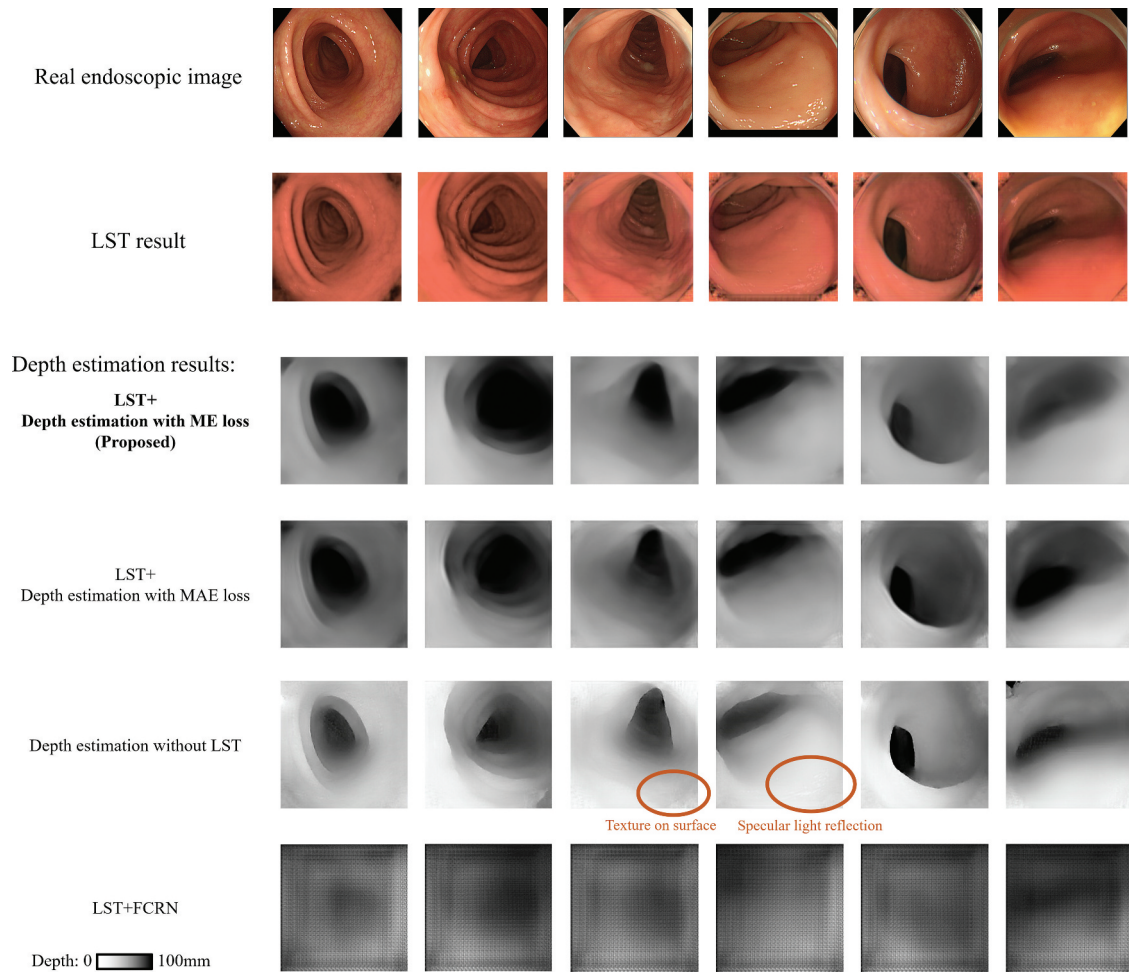 Real endoscopic image
LST result
Depth estimation results:
LST+
Depth estimation with ME loss
(Proposed)
LST+
Depth estimation with MAE loss
Depth estimation without LST
Texture on surface
Specular light reflection
LST+FCRN
Depth: 0 100mm